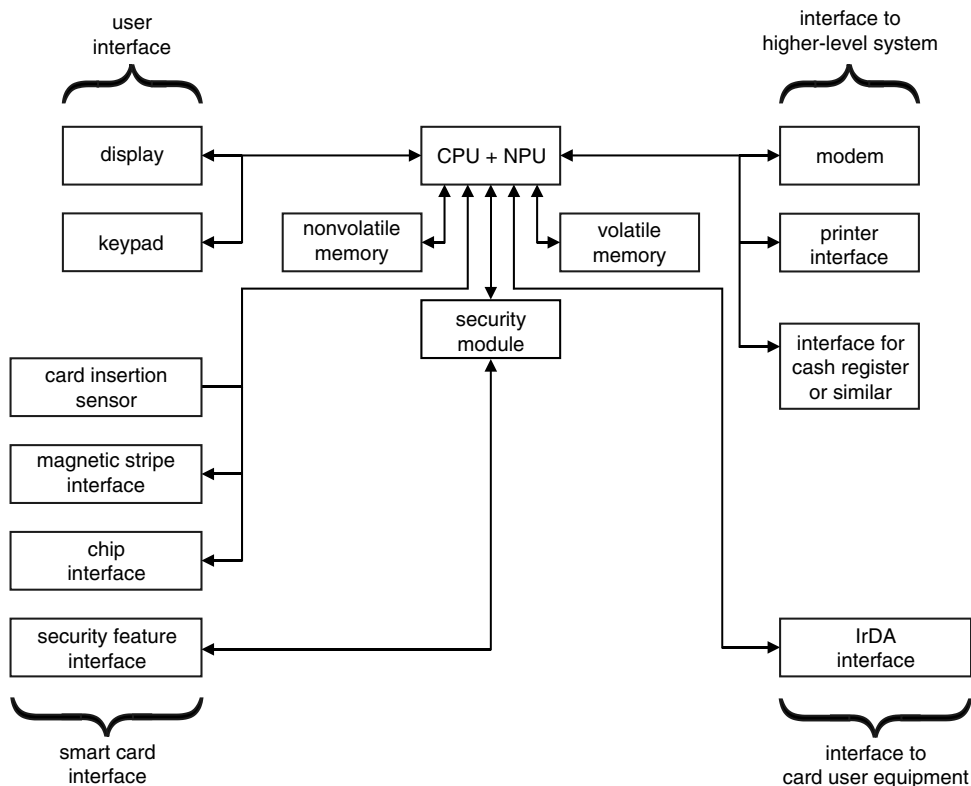 user
interface
interface to
higher-level system
display
CPU + NPU
modem
keypad
nonvolatile
memory
volatile
memory
printer
interface
security
module
interface for
cash register
or similar
card insertion
sensor
magnetic stripe
interface
chip
interface
security feature
interface
IrDA
interface
smart card
interface
interface to
card user equipment